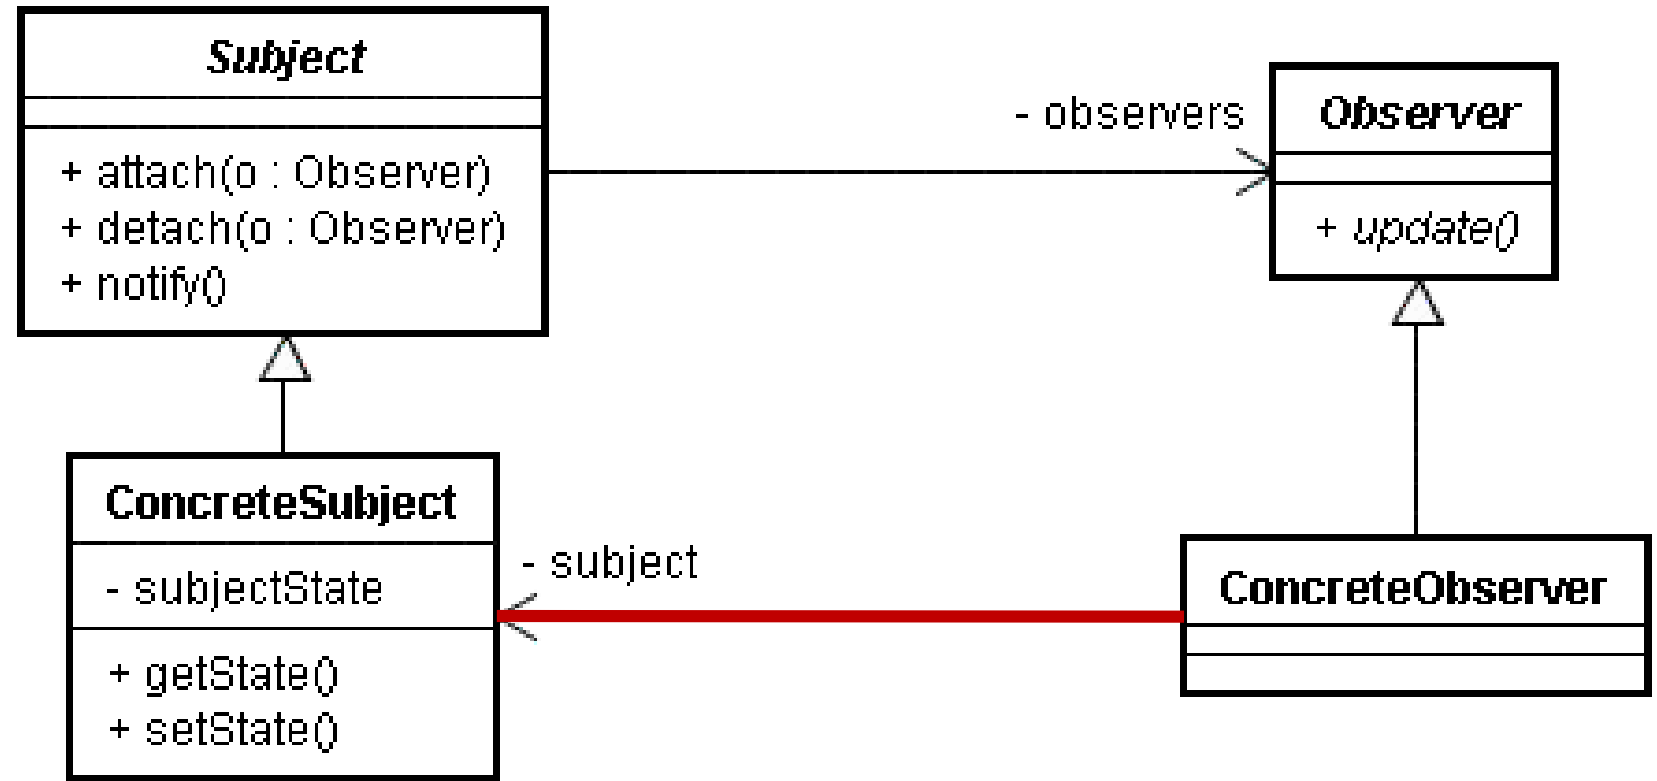 Subject
+ attach(o : Observer)
+ detach(o : Observer)
+ notify()
- observers
Observer
+ update()
ConcreteSubject
- subjectState
+ getState()
+ setState()
- subject
ConcreteObserver